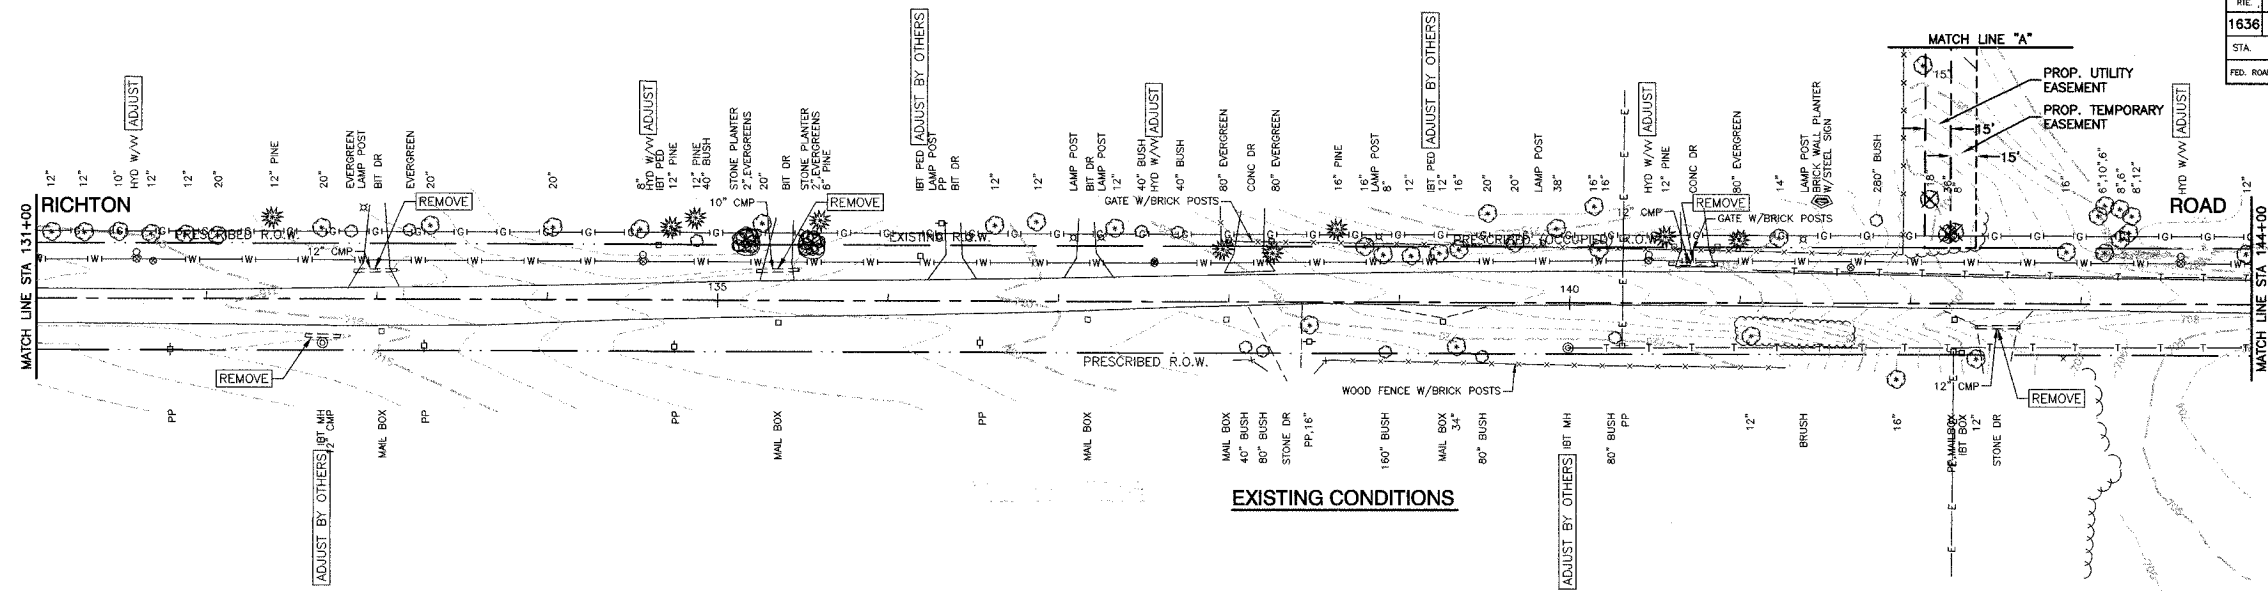 RTE.
1636
STA.
FED. ROAD
MATCH LINE "A"
PROP. UTILITY
EASEMENT
PROP. TEMPORARY
EASEMENT
15'
15'
15'
12"
12"
10"
HYD W/VV ADJUST
12"
12"
20"
12" PINE
20"
EVERGREEN
LAMP POST
BIT DR
EVERGREEN
20"
20"
8"
HYD W/VV ADJUST
IBT PED
12" PINE
12" PINE
40" BUSH
STONE PLANTER
2",EVERGREENS
20"
BIT DR
STONE PLANTER
2",EVERGREENS
6" PINE
IBT PED ADJUST BY OTHERS
LAMP POST
PP
BIT DR
12"
12"
LAMP POST
BIT DR
LAMP POST
12"
40" BUSH
HYD W/VV ADJUST
40" BUSH
80" EVERGREEN
CONC DR
80" EVERGREEN
16" PINE
16"
LAMP POST
8"
12"
IBT PED ADJUST BY OTHERS
12"
16"
20"
20"
LAMP POST
38"
16"
16"
HYD W/VV ADJUST
12" PINE
CONC DR
80" EVERGREEN
14"
LAMP POST
BRICK WALL PLANTER
W/STEEL SIGN
280" BUSH
18"
36"
8"
16"
6",10",6"
8",6"
8",12"
HYD W/VV ADJUST
12"
RICHTON
ROAD
REMOVE
10" CMP
REMOVE
GATE W/BRICK POSTS
12" CMP
REMOVE
GATE W/BRICK POSTS
PRESCRIBED R.O.W.
12" CMP
EXISTING R.O.W.
PRESCRIBED (OCCUPIED) R.O.W.
MATCH LINE STA 131+00
MATCH LINE STA 144+00
135
140
REMOVE
PRESCRIBED R.O.W.
WOOD FENCE W/BRICK POSTS
12" CMP
REMOVE
PP
ADJUST BY OTHERS IBT MH
12" CMP
MAIL BOX
PP
PP
MAIL BOX
PP
MAIL BOX
MAIL BOX
40" BUSH
80" BUSH
STONE DR
PP,16"
160" BUSH
MAIL BOX
34"
80" BUSH
ADJUST BY OTHERS IBT MH
80" BUSH
PP
12"
BRUSH
16"
PP,MAILBOX
IBT BOX
12"
STONE DR
EXISTING CONDITIONS